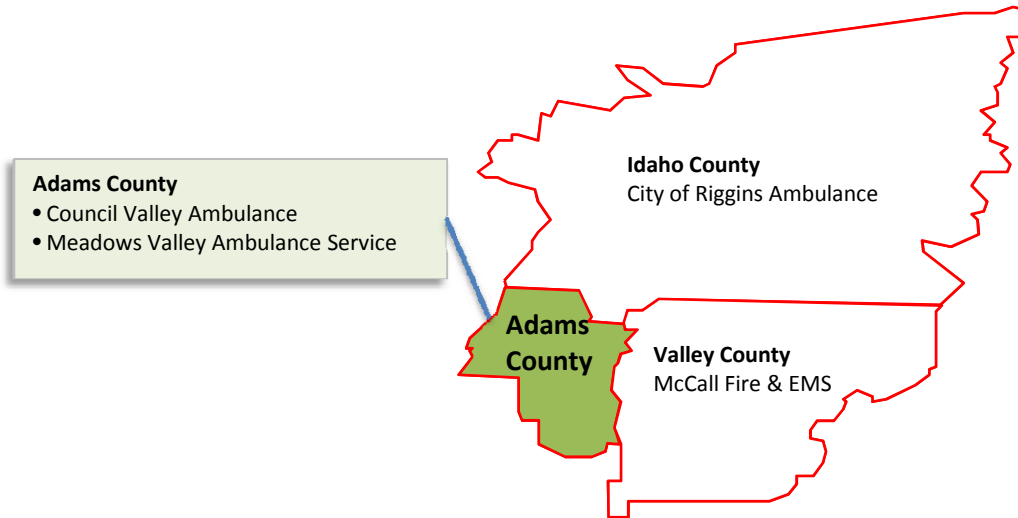 Adams County
• Council Valley Ambulance
• Meadows Valley Ambulance Service
Idaho County
City of Riggins Ambulance
Adams
County
Valley County
McCall Fire & EMS